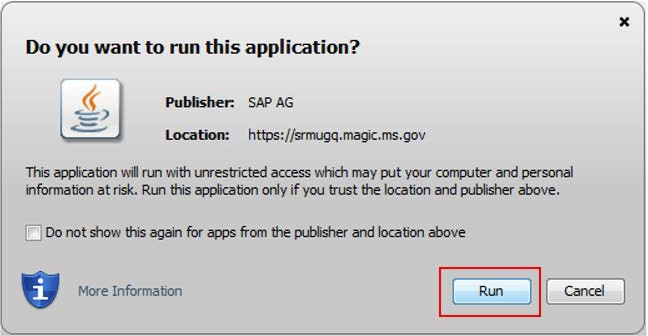 Do you want to run this application?
Publisher: SAP AG
Location: https://srmugq.magic.ms.gov
This application will run with unrestricted access which may put your computer and personal
information at risk. Run this application only if you trust the location and publisher above.
Do not show this again for apps from the publisher and location above
More Information
Run
Cancel